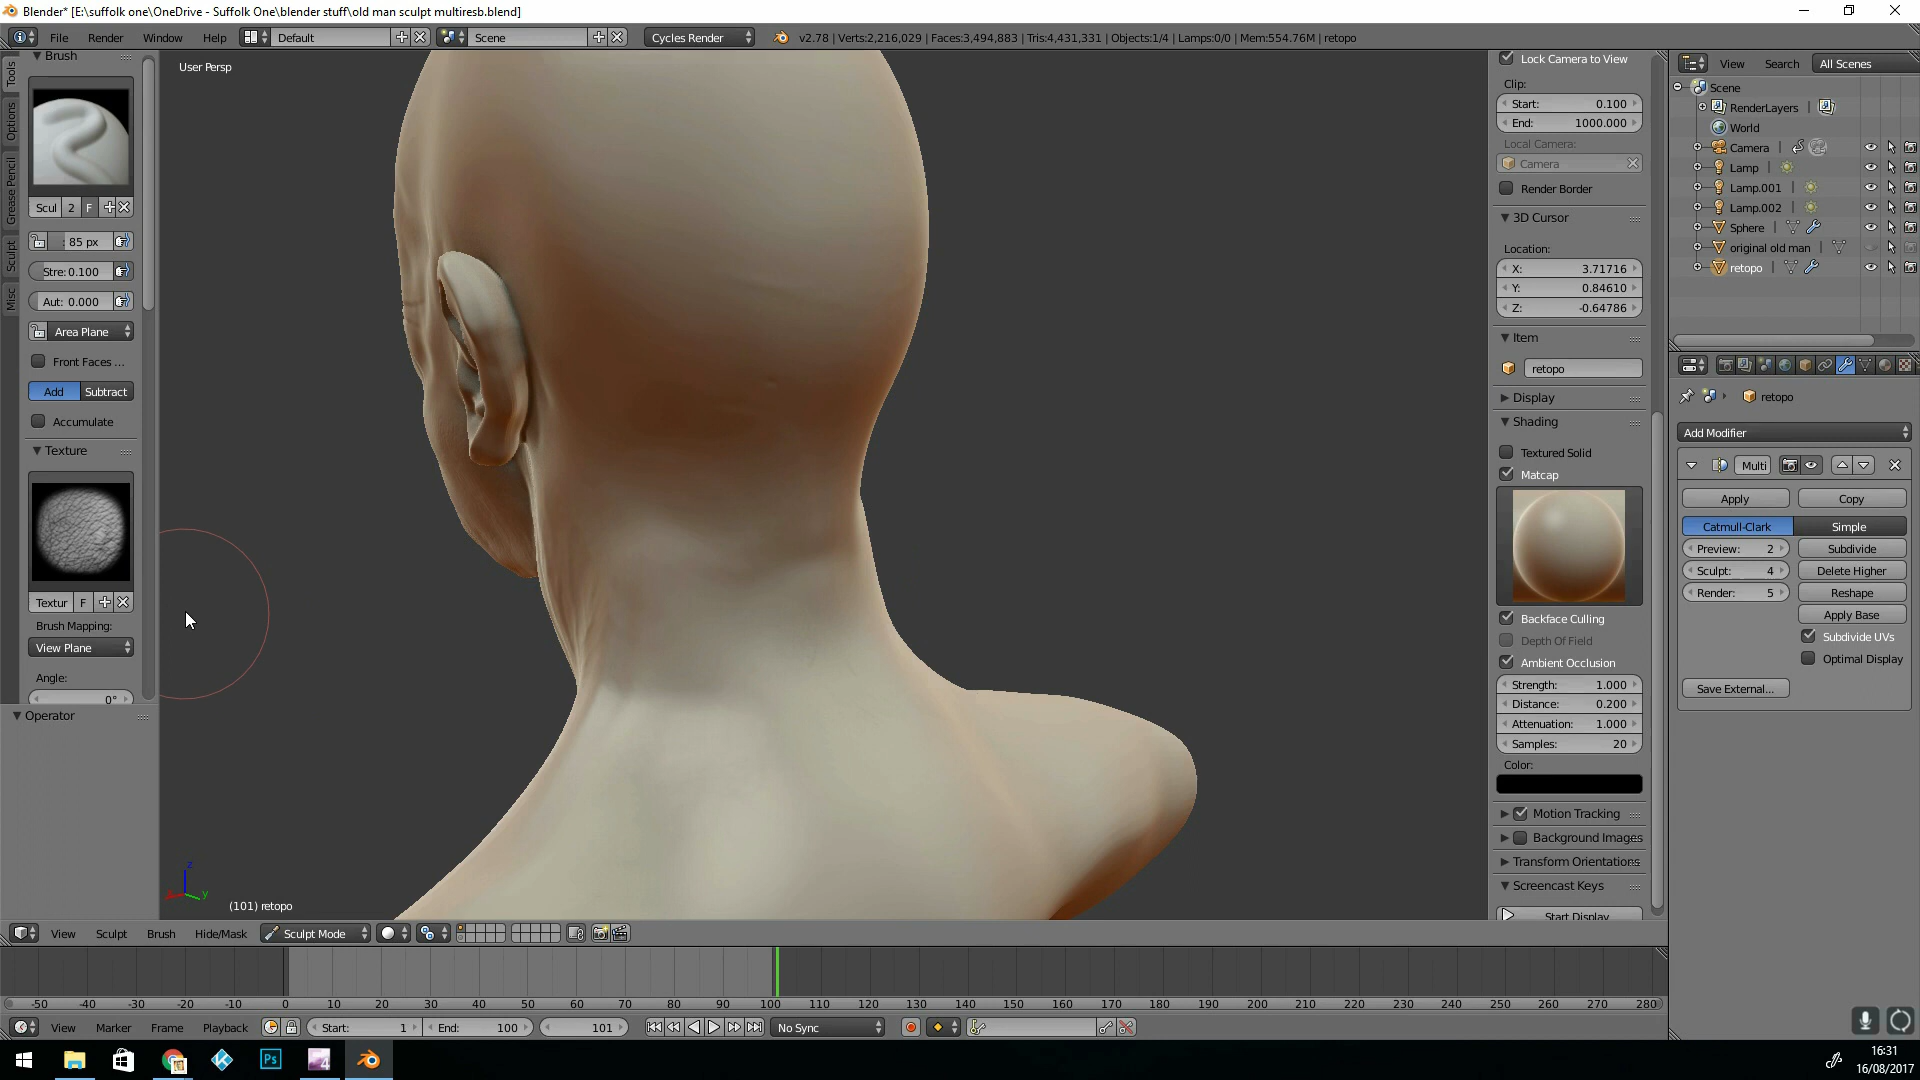 Blender* [E:\suffolk one\OneDrive - Suffolk One\blender stuff\old man sculpt multiresb.blend]
File Render Window Help Default Scene Cycles Render v2.78 | Verts:2,216,029 | Faces:3,494,883 | Tris:4,431,331 | Objects:1/4 | Lamps:0/0 | Mem:554.76M | retopo
Tools
Options
Grease Pencil
Sculpt
Misc
Brush
Scul 2 F
: 85 px
Stre: 0.100
Aut: 0.000
Area Plane
Front Faces ...
Add Subtract
Accumulate
Texture
Textur F
Brush Mapping:
View Plane
Angle:
0°
Operator
User Persp
z
y
(101) retopo
Lock Camera to View
Clip:
Start: 0.100
End: 1000.000
Local Camera:
Camera
Render Border
3D Cursor
Location:
X: 3.71716
Y: 0.84610
Z: -0.64786
Item
retopo
Display
Shading
Textured Solid
Matcap
Backface Culling
Depth Of Field
Ambient Occlusion
Strength: 1.000
Distance: 0.200
Attenuation: 1.000
Samples: 20
Color:
Motion Tracking
Background Images
Transform Orientations
Screencast Keys
Start Display
View Search All Scenes
Scene
RenderLayers
World
Camera
Lamp
Lamp.001
Lamp.002
Sphere
original old man
retopo
retopo
Add Modifier
Multi
Apply Copy
Catmull-Clark Simple
Preview: 2 Subdivide
Sculpt: 4 Delete Higher
Render: 5 Reshape
Apply Base
Subdivide UVs
Optimal Display
Save External...
View Sculpt Brush Hide/Mask Sculpt Mode
-50 -40 -30 -20 -10 0 10 20 30 40 50 60 70 80 90 100 110 120 130 140 150 160 170 180 190 200 210 220 230 240 250 260 270 280
View Marker Frame Playback Start: 1 End: 100 101 No Sync
Ps
4
16:31
16/08/2017